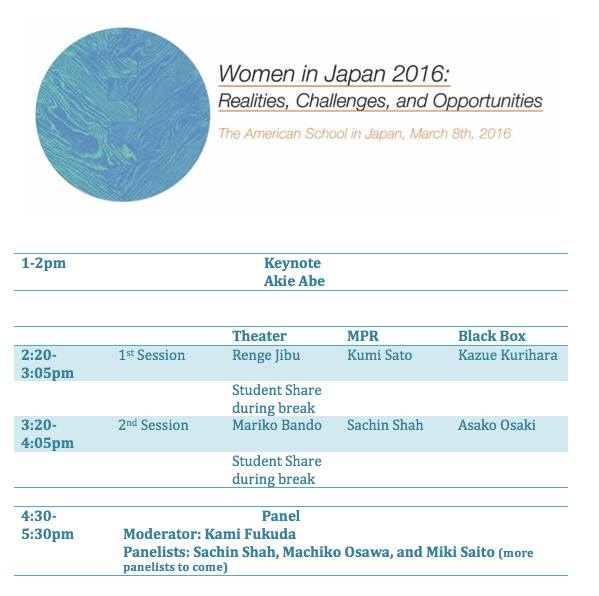 Women in Japan 2016:
Realities, Challenges, and Opportunities
The American School in Japan, March 8th, 2016
1-2pm Keynote
Akie Abe
Theater MPR Black Box
2:20- 1st Session Renge Jibu Kumi Sato Kazue Kurihara
3:05pm
Student Share
during break
3:20- 2nd Session Mariko Bando Sachin Shah Asako Osaki
4:05pm
Student Share
during break
4:30- Panel
5:30pm Moderator: Kami Fukuda
Panelists: Sachin Shah, Machiko Osawa, and Miki Saito (more
panelists to come)